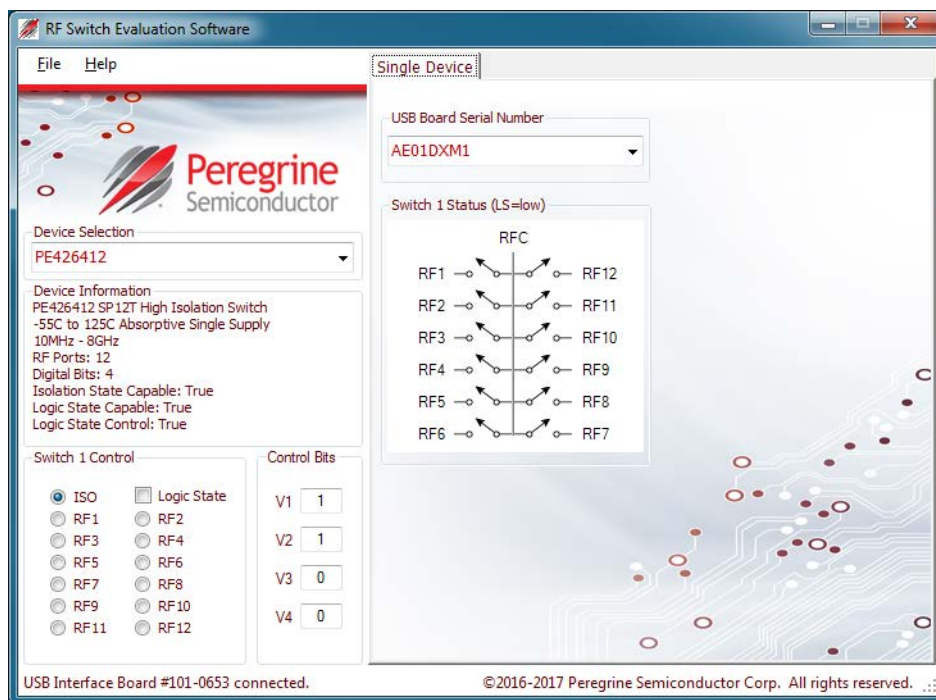 RF Switch Evaluation Software
File Help
Peregrine
Semiconductor
Device Selection
PE426412
Device Information
PE426412 SP12T High Isolation Switch
-55C to 125C Absorptive Single Supply
10MHz - 8GHz
RF Ports: 12
Digital Bits: 4
Isolation State Capable: True
Logic State Capable: True
Logic State Control: True
Switch 1 Control
ISO Logic State
RF1 RF2
RF3 RF4
RF5 RF6
RF7 RF8
RF9 RF10
RF11 RF12
Control Bits
V1 1
V2 1
V3 0
V4 0
Single Device
USB Board Serial Number
AE01DXM1
Switch 1 Status (LS=low)
RFC
RF1 RF12
RF2 RF11
RF3 RF10
RF4 RF9
RF5 RF8
RF6 RF7
USB Interface Board #101-0653 connected. ©2016-2017 Peregrine Semiconductor Corp. All rights reserved.